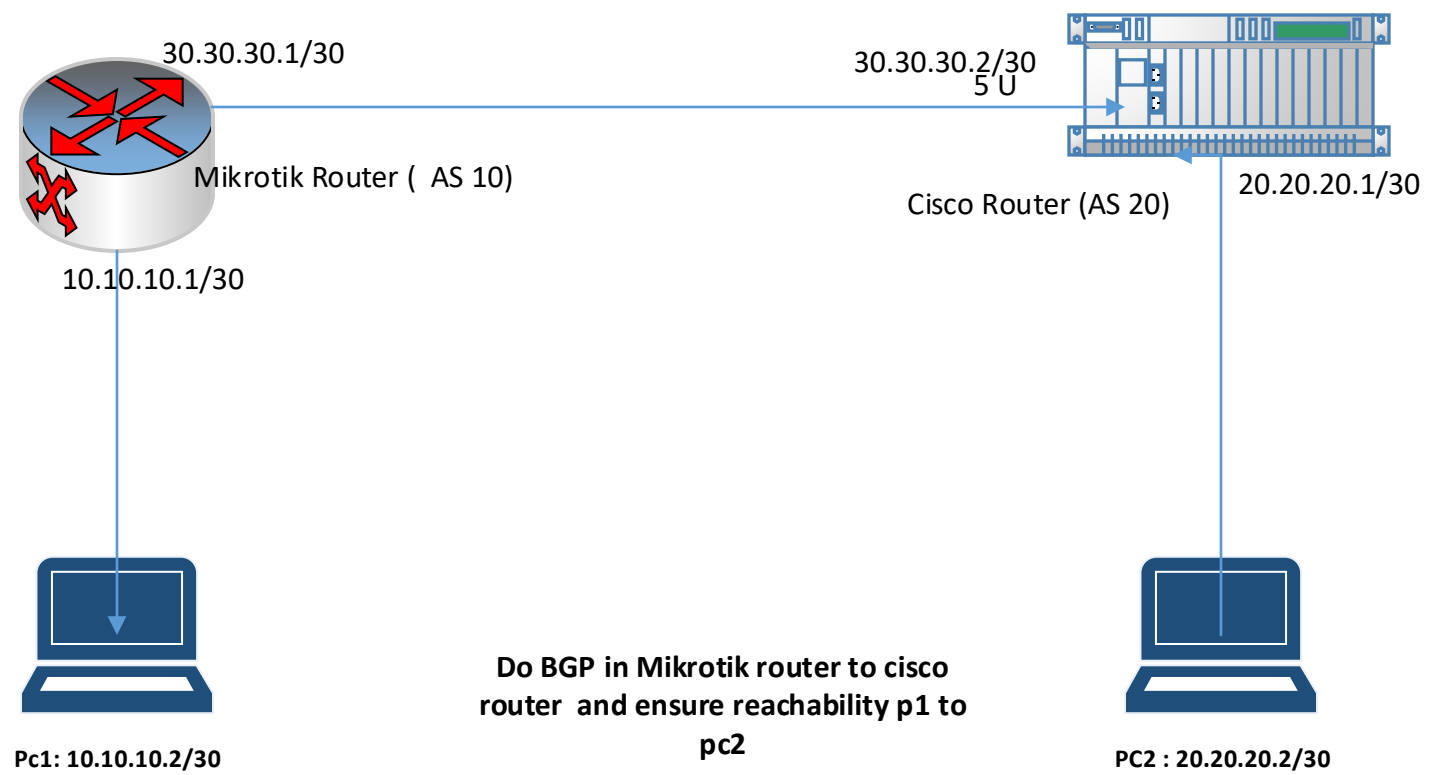 30.30.30.1/30
30.30.30.2/30
5 U
Mikrotik Router (  AS 10)
Cisco Router (AS 20)
20.20.20.1/30
10.10.10.1/30
Do BGP in Mikrotik router to cisco
router  and ensure reachability p1 to
pc2
Pc1: 10.10.10.2/30
PC2 : 20.20.20.2/30